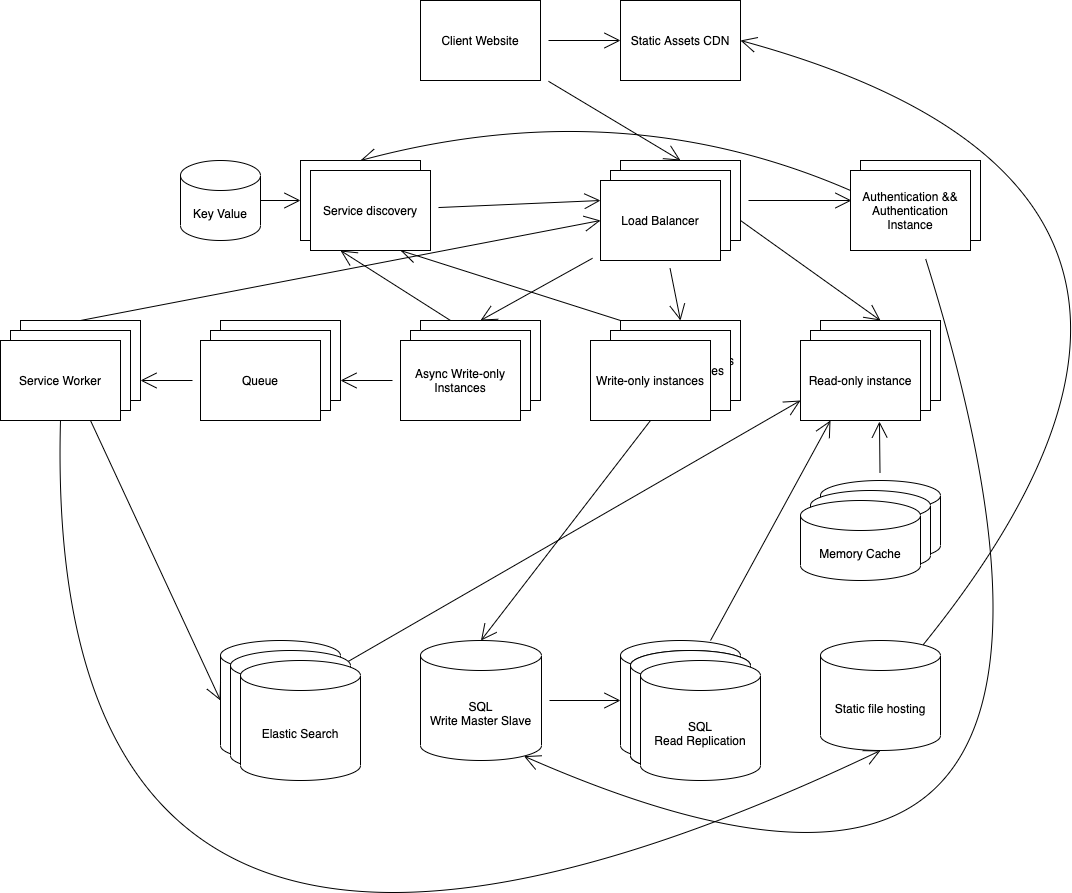 Client Website
Static Assets CDN
Key Value
Service discovery
Load Balancer
Authentication &&
Authentication
Instance
Service Worker
Queue
Async Write-only
Instances
Write-only instances
Read-only instance
Memory Cache
Elastic Search
SQL
Write Master Slave
SQL
Read Replication
Static file hosting